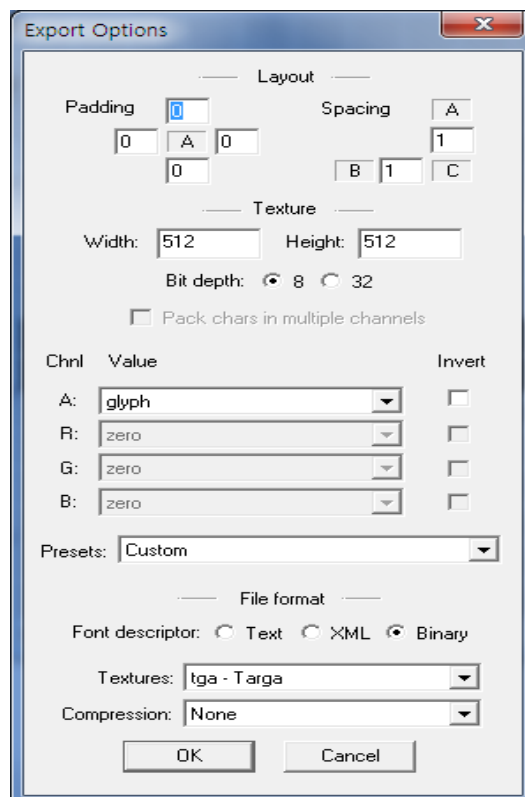 Export Options
Layout
Padding 0 Spacing A
0 A 0 1
0 B 1 C
Texture
Width: 512 Height: 512
Bit depth: 8 32
Pack chars in multiple channels
Chnl Value Invert
A: glyph
R: zero
G: zero
B: zero
Presets: Custom
File format
Font descriptor: Text XML Binary
Textures: tga - Targa
Compression: None
OK Cancel